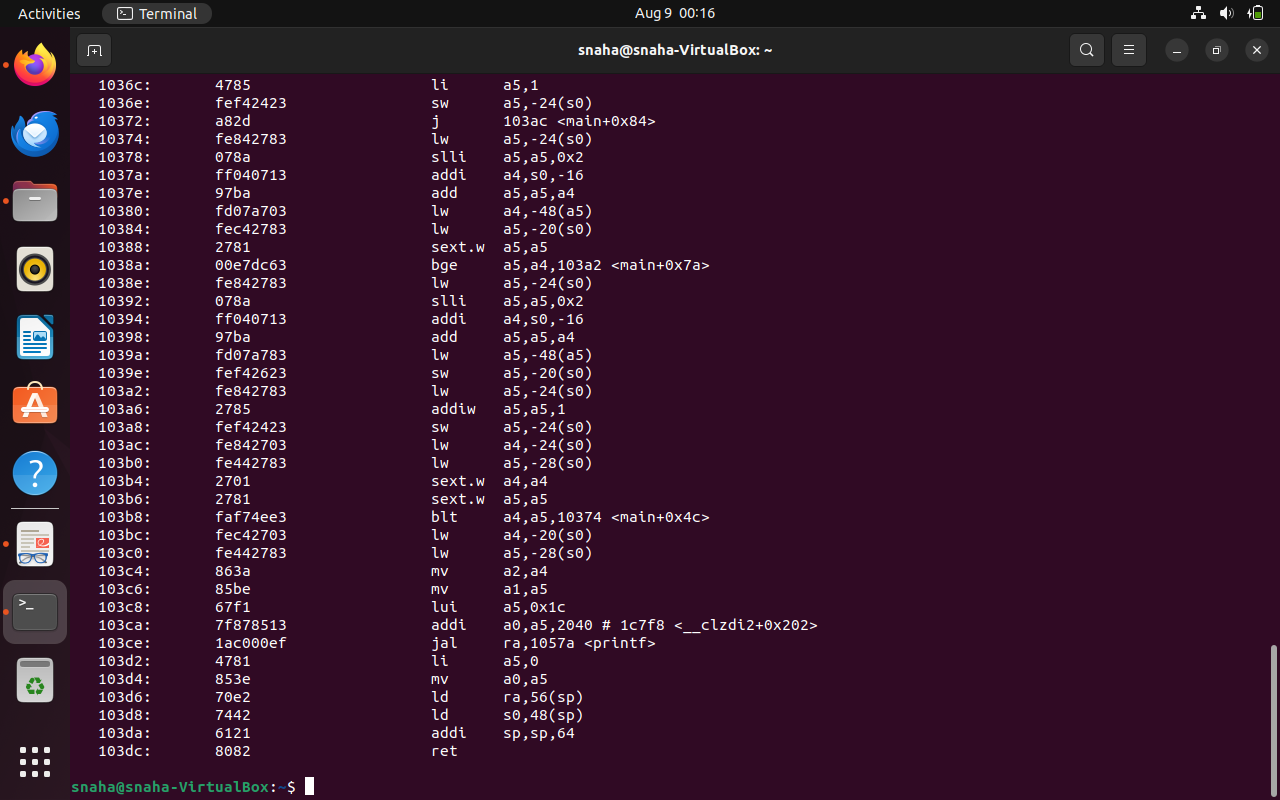 Activities
Terminal
Aug 9 00:16
snaha@snaha-VirtualBox: ~
1036c: 4785 li a5,1
1036e: fef42423 sw a5,-24(s0)
10372: a82d j 103ac <main+0x84>
10374: fe842783 lw a5,-24(s0)
10378: 078a slli a5,a5,0x2
1037a: ff040713 addi a4,s0,-16
1037e: 97ba add a5,a5,a4
10380: fd07a703 lw a4,-48(a5)
10384: fec42783 lw a5,-20(s0)
10388: 2781 sext.w a5,a5
1038a: 00e7dc63 bge a5,a4,103a2 <main+0x7a>
1038e: fe842783 lw a5,-24(s0)
10392: 078a slli a5,a5,0x2
10394: ff040713 addi a4,s0,-16
10398: 97ba add a5,a5,a4
1039a: fd07a783 lw a5,-48(a5)
1039e: fef42623 sw a5,-20(s0)
103a2: fe842783 lw a5,-24(s0)
103a6: 2785 addiw a5,a5,1
103a8: fef42423 sw a5,-24(s0)
103ac: fe842703 lw a4,-24(s0)
103b0: fe442783 lw a5,-28(s0)
103b4: 2701 sext.w a4,a4
103b6: 2781 sext.w a5,a5
103b8: faf74ee3 blt a4,a5,10374 <main+0x4c>
103bc: fec42703 lw a4,-20(s0)
103c0: fe442783 lw a5,-28(s0)
103c4: 863a mv a2,a4
103c6: 85be mv a1,a5
103c8: 67f1 lui a5,0x1c
103ca: 7f878513 addi a0,a5,2040 # 1c7f8 <__clzdi2+0x202>
103ce: 1ac000ef jal ra,1057a <printf>
103d2: 4781 li a5,0
103d4: 853e mv a0,a5
103d6: 70e2 ld ra,56(sp)
103d8: 7442 ld s0,48(sp)
103da: 6121 addi sp,sp,64
103dc: 8082 ret
snaha@snaha-VirtualBox:~$